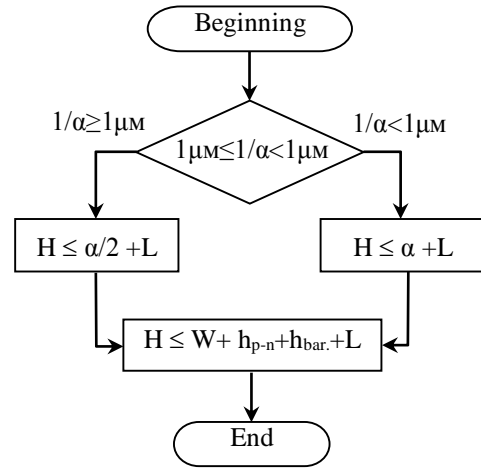 Beginning
1/α≥1μм
1/α<1μм
1μм≤1/α<1μм
H ≤ α/2 +L
H ≤ α +L
H ≤ W+ hp-n+hbar.+L
End